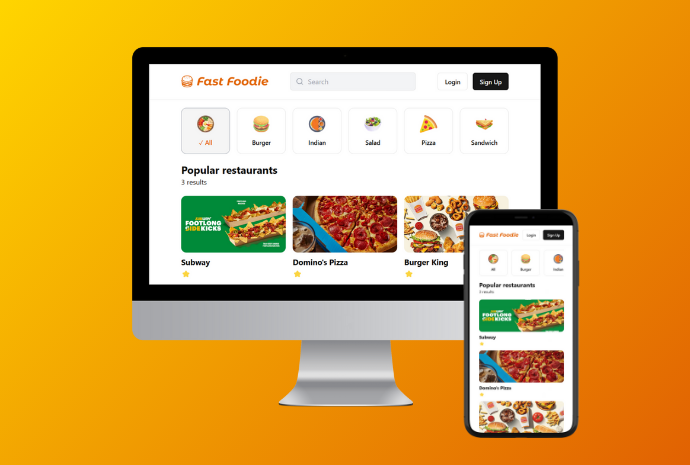 Fast Foodie
Search
Login
Sign Up
✓ All
Burger
Indian
Salad
Pizza
Sandwich
Popular restaurants
3 results
SUBWAY
FOOTLONG
SIDEKICKS
Subway
Domino's Pizza
Burger King
Fast Foodie
Login
Sign Up
All
Burger
Indian
Popular restaurants
3 results
SUBWAY
FOOTLONG
SIDEKICKS
Subway
Domino's Pizza